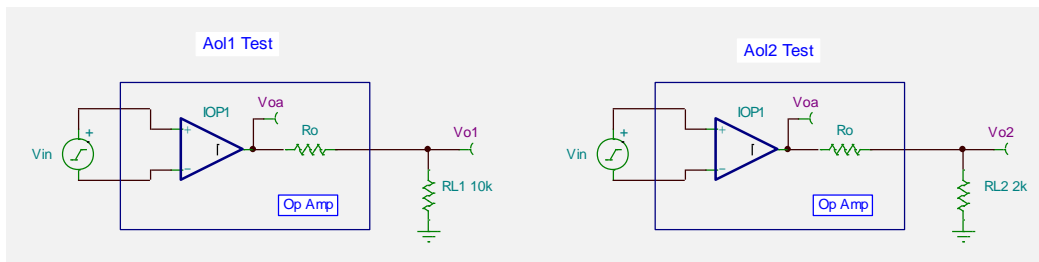 Aol1 Test
IOP1
Voa
Ro
Vo1
+
+
-
Vin
RL1 10k
Op Amp
Aol2 Test
IOP1
Voa
Ro
Vo2
+
+
-
Vin
RL2 2k
Op Amp